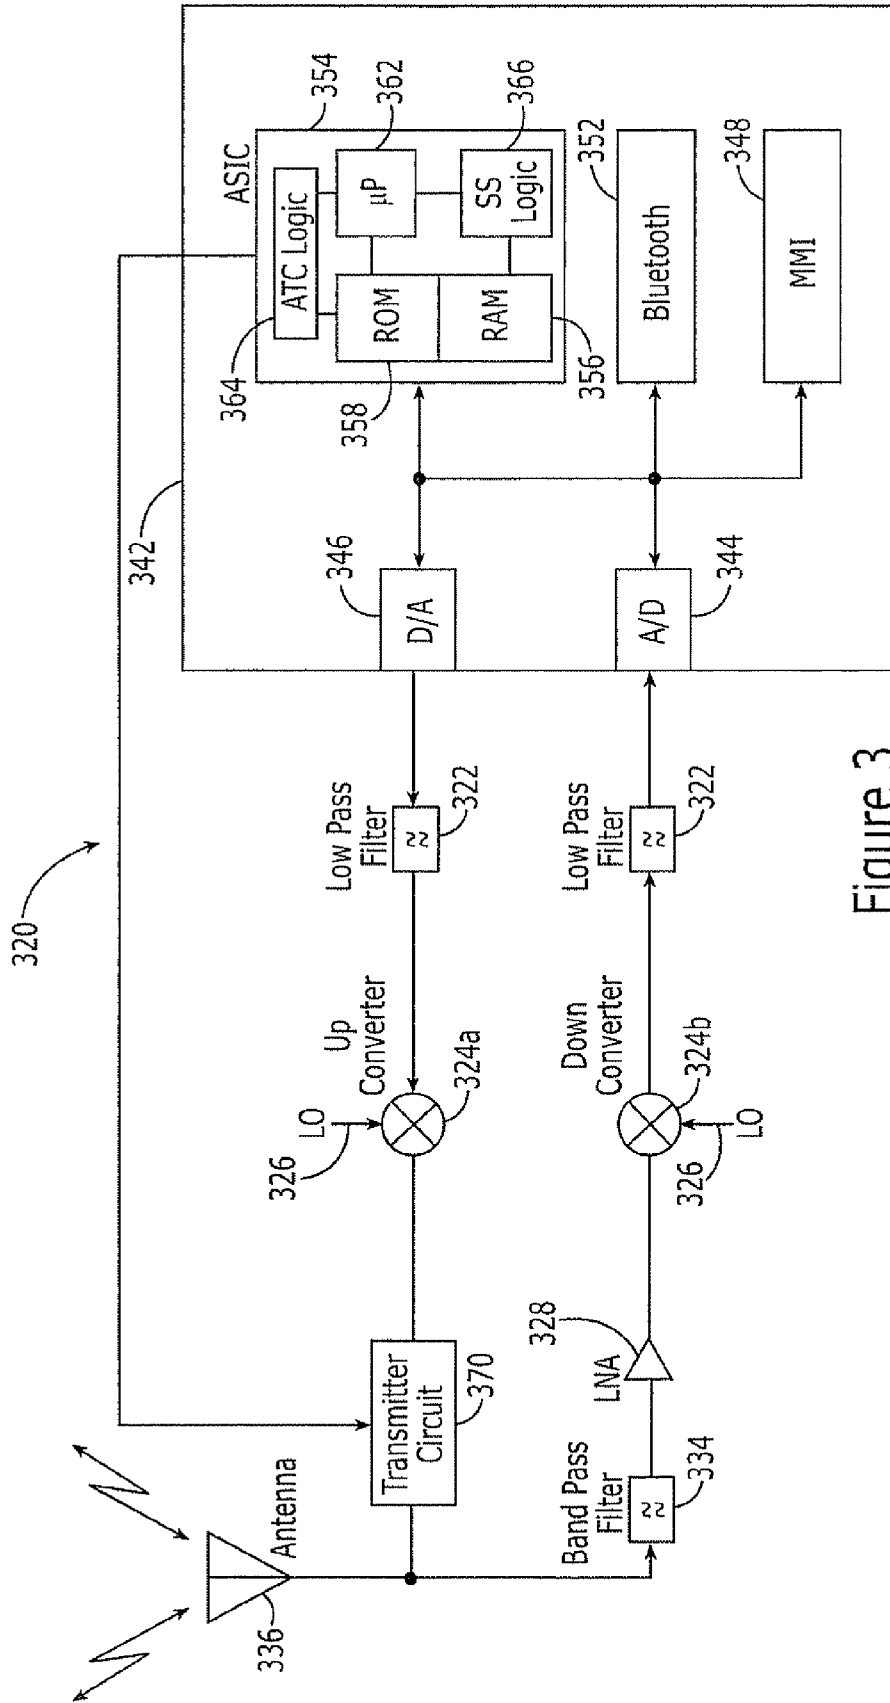 320
342
ASIC
354
ATC Logic
364
µP
362
ROM
358
RAM
356
SS
Logic
366
Bluetooth
352
MMI
348
D/A
346
A/D
344
Low Pass
Filter
322
Low Pass
Filter
322
Up
Converter
324a
LO
326
Down
Converter
324b
LO
326
Transmitter
Circuit
370
LNA
328
Band Pass
Filter
334
Antenna
336
Figure 3